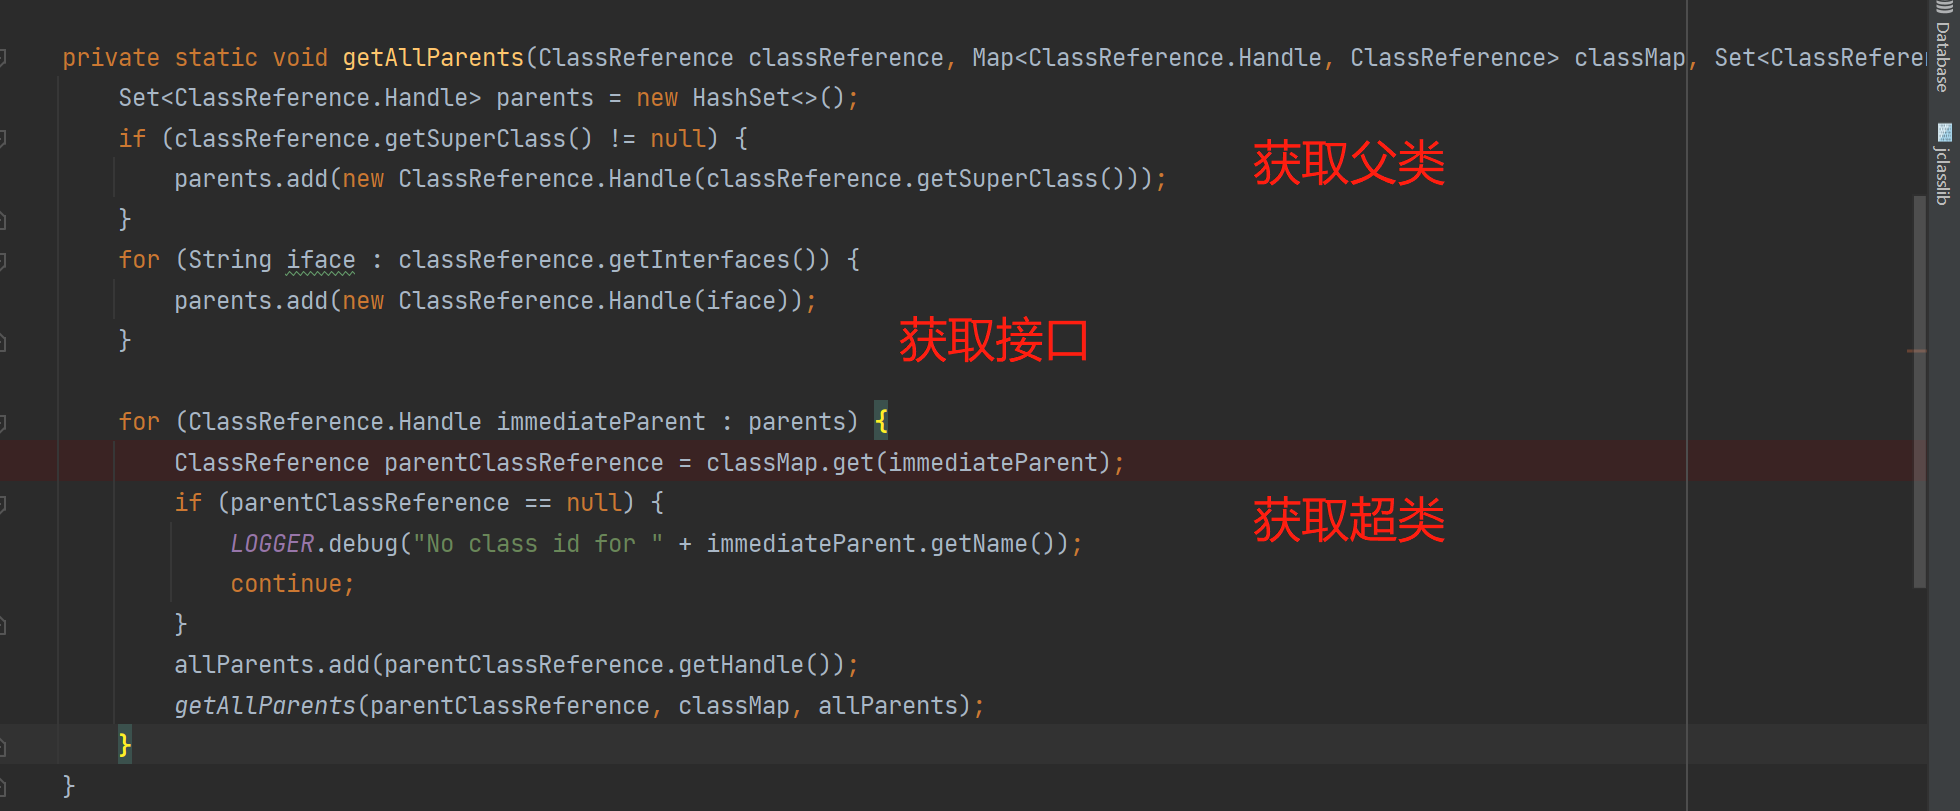 private static void getAllParents(ClassReference classReference, Map<ClassReference.Handle, ClassReference> classMap, Set<ClassRefere
Set<ClassReference.Handle> parents = new HashSet<>();
if (classReference.getSuperClass() != null) {
parents.add(new ClassReference.Handle(classReference.getSuperClass()));
获取父类
}
for (String iface : classReference.getInterfaces()) {
parents.add(new ClassReference.Handle(iface));
}
获取接口
for (ClassReference.Handle immediateParent : parents) {
ClassReference parentClassReference = classMap.get(immediateParent);
if (parentClassReference == null) {
获取超类
LOGGER.debug("No class id for " + immediateParent.getName());
continue;
}
allParents.add(parentClassReference.getHandle());
getAllParents(parentClassReference, classMap, allParents);
}
}
Database
jclasslib